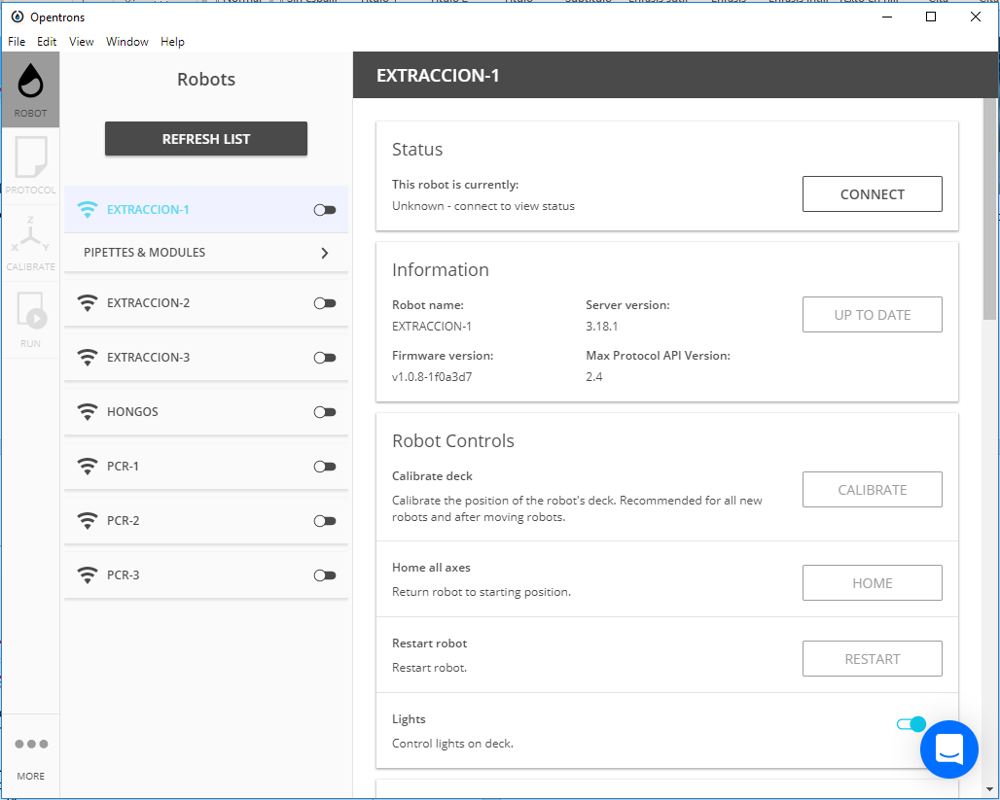 Opentrons
File Edit View Window Help
ROBOT
PROTOCOL
Z
X Y
CALIBRATE
RUN
MORE
Robots
REFRESH LIST
EXTRACCION-1
PIPETTES & MODULES
EXTRACCION-2
EXTRACCION-3
HONGOS
PCR-1
PCR-2
PCR-3
EXTRACCION-1
Status
This robot is currently:
Unknown - connect to view status
CONNECT
Information
Robot name: Server version:
EXTRACCION-1 3.18.1
UP TO DATE
Firmware version: Max Protocol API Version:
v1.0.8-1f0a3d7 2.4
Robot Controls
Calibrate deck
Calibrate the position of the robot's deck. Recommended for all new
robots and after moving robots.
CALIBRATE
Home all axes
Return robot to starting position.
HOME
Restart robot
Restart robot.
RESTART
Lights
Control lights on deck.